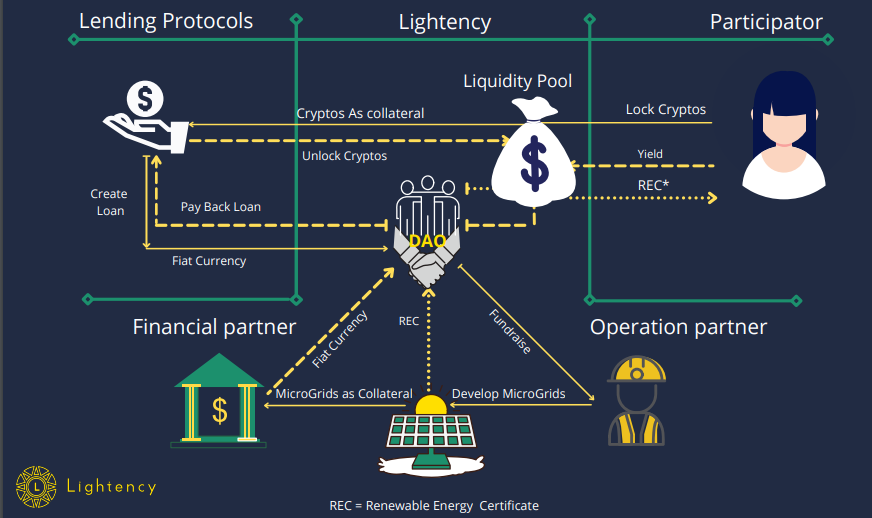 Lending Protocols
Lightency
Participator
Liquidity Pool
Cryptos As collateral
Lock Cryptos
Unlock Cryptos
Yield
REC*
Create
Loan
Pay Back Loan
DAO
Fiat Currency
Financial partner
Operation partner
Fiat Currency
REC
Fundraise
MicroGrids as Collateral
Develop MicroGrids
L
Lightency
REC = Renewable Energy Certificate